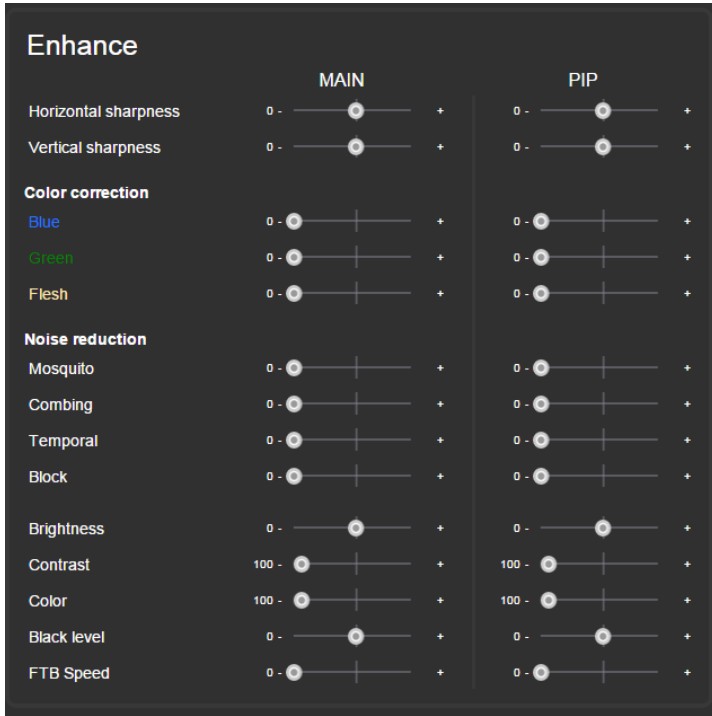 Enhance
MAIN PIP
Horizontal sharpness 0 - + 0 - +
Vertical sharpness 0 - + 0 - +
Color correction
Blue 0 - + 0 - +
Green 0 - + 0 - +
Flesh 0 - + 0 - +
Noise reduction
Mosquito 0 - + 0 - +
Combing 0 - + 0 - +
Temporal 0 - + 0 - +
Block 0 - + 0 - +
Brightness 0 - + 0 - +
Contrast 100 - + 100 - +
Color 100 - + 100 - +
Black level 0 - + 0 - +
FTB Speed 0 - + 0 - +